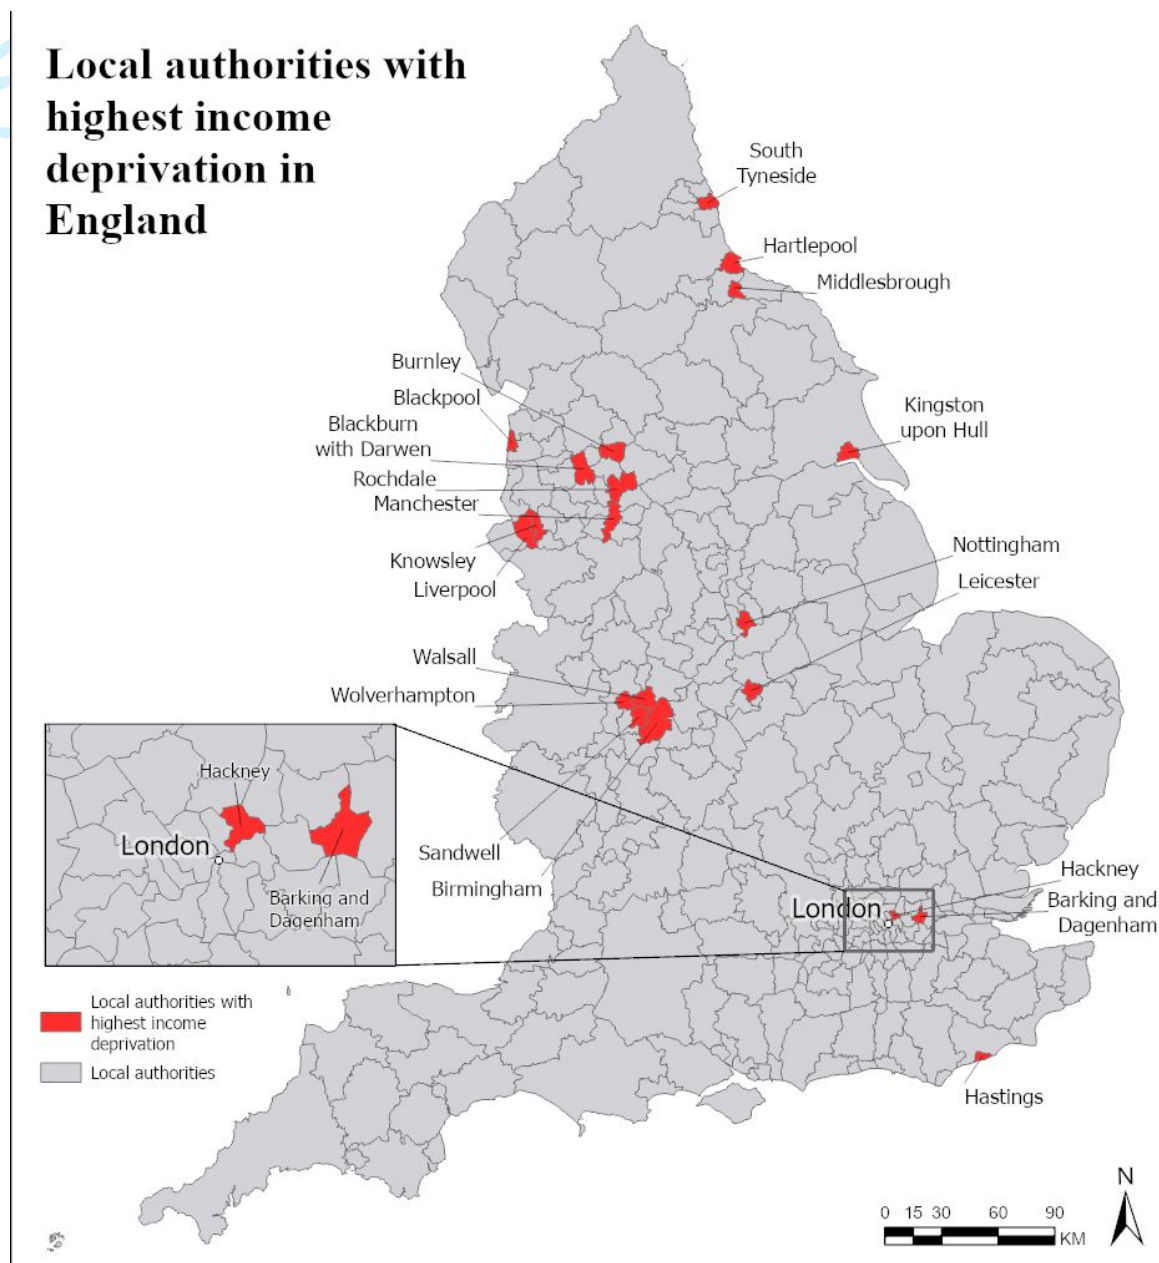 Local authorities with
highest income
deprivation in
England
South
Tyneside
Hartlepool
Middlesbrough
Burnley
Blackpool
Blackburn
with Darwen
Rochdale
Manchester
Knowsley
Liverpool
Kingston
upon Hull
Nottingham
Leicester
Walsall
Wolverhampton
Sandwell
Birmingham
Hackney
London
Barking and
Dagenham
London
Hackney
Barking and
Dagenham
Hastings
Local authorities with
highest income
deprivation
Local authorities
N
0 15 30 60 90
KM